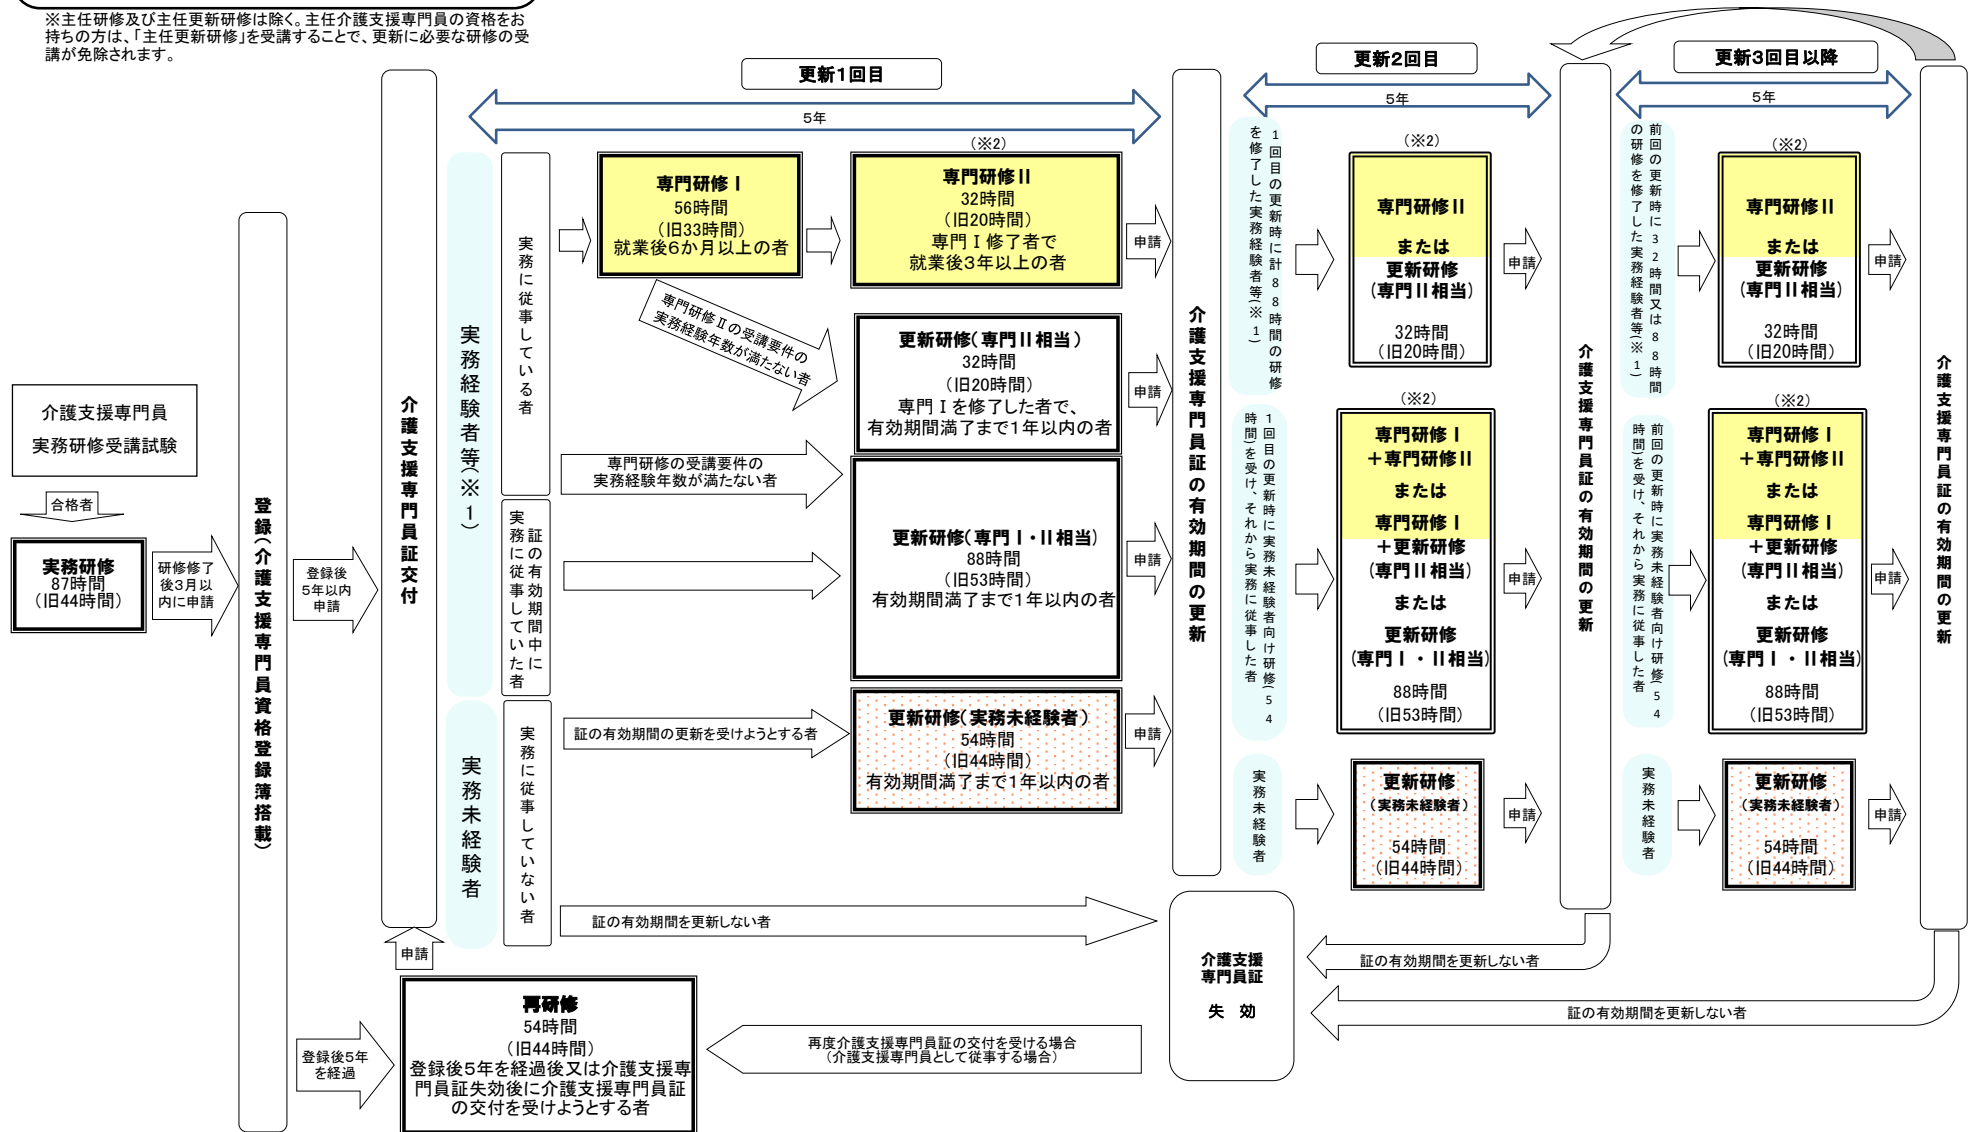 ※主任研修及び主任更新研修は除く。主任介護支援専門員の資格をお
持ちの方は、「主任更新研修」を受講することで、更新に必要な研修の受
講が免除されます。
介護支援専門員
実務研修受講試験
合格者
実務研修
87時間
(旧44時間)
研修修了
後3月以
内に申請
登録(介護支援専門員資格登録簿搭載)
登録後
5年以内
申請
登録後5年
を経過
介護支援専門員証交付
申請
再研修
54時間
(旧44時間)
登録後5年を経過後又は介護支援専
門員証失効後に介護支援専門員証
の交付を受けようとする者
更新1回目
5年
実務経験者等(※1)
実務未経験者
実務に従事している者
証の有効期間中に
実務に従事していた者
実務に従事していない者
専門研修Ⅰ
56時間
(旧33時間)
就業後6か月以上の者
(※2)
専門研修Ⅱ
32時間
(旧20時間)
専門Ⅰ修了者で
就業後3年以上の者
申請
専門研修Ⅱの受講要件の
実務経験年数が満たない者
更新研修(専門Ⅱ相当)
32時間
(旧20時間)
専門Ⅰを修了した者で、
有効期間満了まで1年以内の者
申請
専門研修の受講要件の
実務経験年数が満たない者
更新研修(専門Ⅰ・Ⅱ相当)
88時間
(旧53時間)
有効期間満了まで1年以内の者
申請
証の有効期間の更新を受けようとする者
更新研修(実務未経験者)
54時間
(旧44時間)
有効期間満了まで1年以内の者
申請
証の有効期間を更新しない者
介護支援専門員証の有効期間の更新
介護支援
専門員証
失 効
再度介護支援専門員証の交付を受ける場合
(介護支援専門員として従事する場合)
更新2回目
5年
1回目の更新時に計88時間の研修
を修了した実務経験者等(※1)
(※2)
専門研修Ⅱ
または
更新研修
(専門Ⅱ相当)
32時間
(旧20時間)
申請
1回目の更新時に実務未経験者向け研修(54
時間)を受け、それから実務に従事した者
(※2)
専門研修Ⅰ
+専門研修Ⅱ
または
専門研修Ⅰ
+更新研修
(専門Ⅱ相当)
または
更新研修
(専門Ⅰ・Ⅱ相当)
88時間
(旧53時間)
申請
実務未経験者
更新研修
(実務未経験者)
54時間
(旧44時間)
申請
介護支援専門員証の有効期間の更新
証の有効期間を更新しない者
更新3回目以降
5年
前回の更新時に32時間又は88時間
の研修を修了した実務経験者等(※1)
(※2)
専門研修Ⅱ
または
更新研修
(専門Ⅱ相当)
32時間
(旧20時間)
申請
前回の更新時に実務未経験者向け研修(54
時間)を受け、それから実務に従事した者
(※2)
専門研修Ⅰ
+専門研修Ⅱ
または
専門研修Ⅰ
+更新研修
(専門Ⅱ相当)
または
更新研修
(専門Ⅰ・Ⅱ相当)
88時間
(旧53時間)
申請
実務未経験者
更新研修
(実務未経験者)
54時間
(旧44時間)
申請
介護支援専門員証の有効期間の更新
証の有効期間を更新しない者